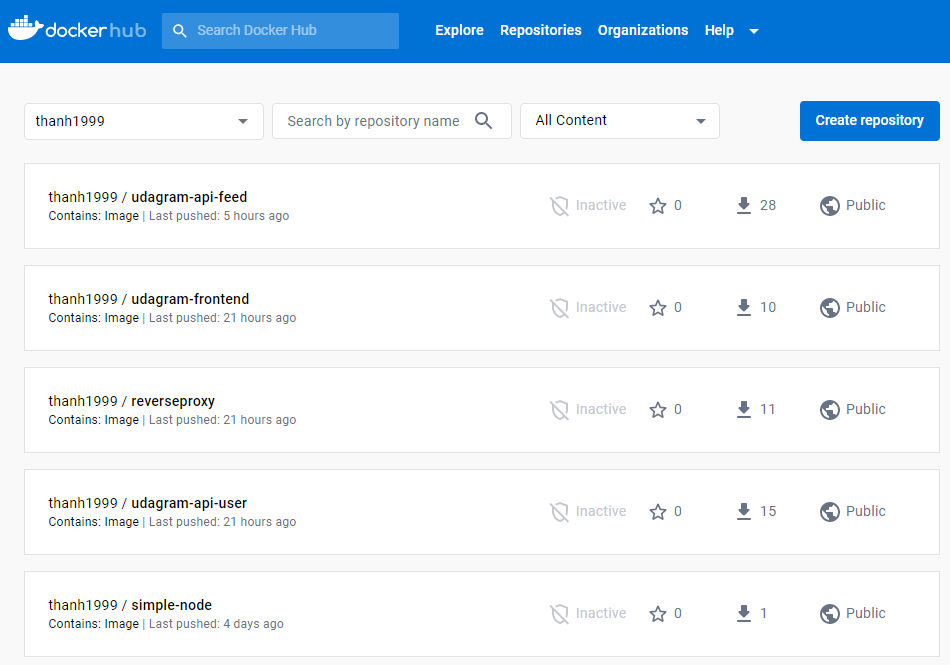 dockerhub Search Docker Hub Explore Repositories Organizations Help
thanh1999 Search by repository name All Content Create repository
thanh1999 / udagram-api-feed
Contains: Image | Last pushed: 5 hours ago
Inactive 0 28 Public
thanh1999 / udagram-frontend
Contains: Image | Last pushed: 21 hours ago
Inactive 0 10 Public
thanh1999 / reverseproxy
Contains: Image | Last pushed: 21 hours ago
Inactive 0 11 Public
thanh1999 / udagram-api-user
Contains: Image | Last pushed: 21 hours ago
Inactive 0 15 Public
thanh1999 / simple-node
Contains: Image | Last pushed: 4 days ago
Inactive 0 1 Public